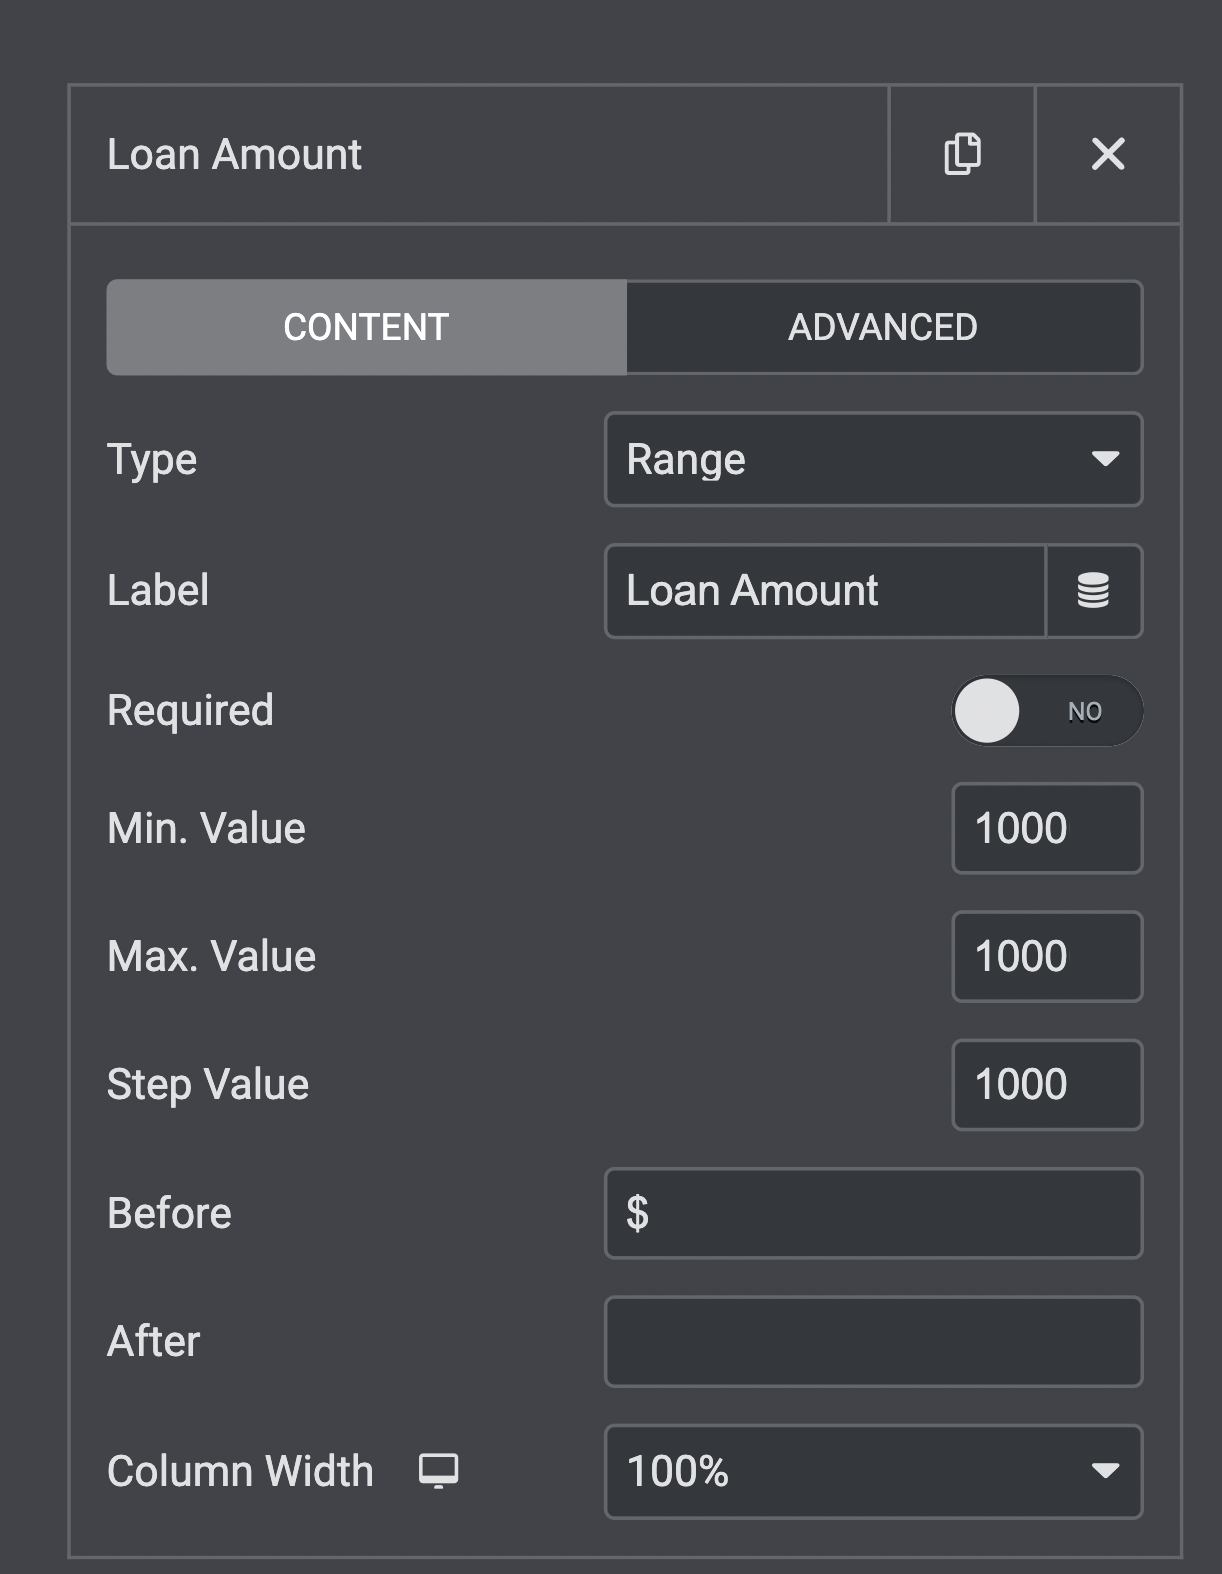 Loan Amount
CONTENT ADVANCED
Type Range
Label Loan Amount
Required NO
Min. Value 1000
Max. Value 1000
Step Value 1000
Before $
After
Column Width 100%